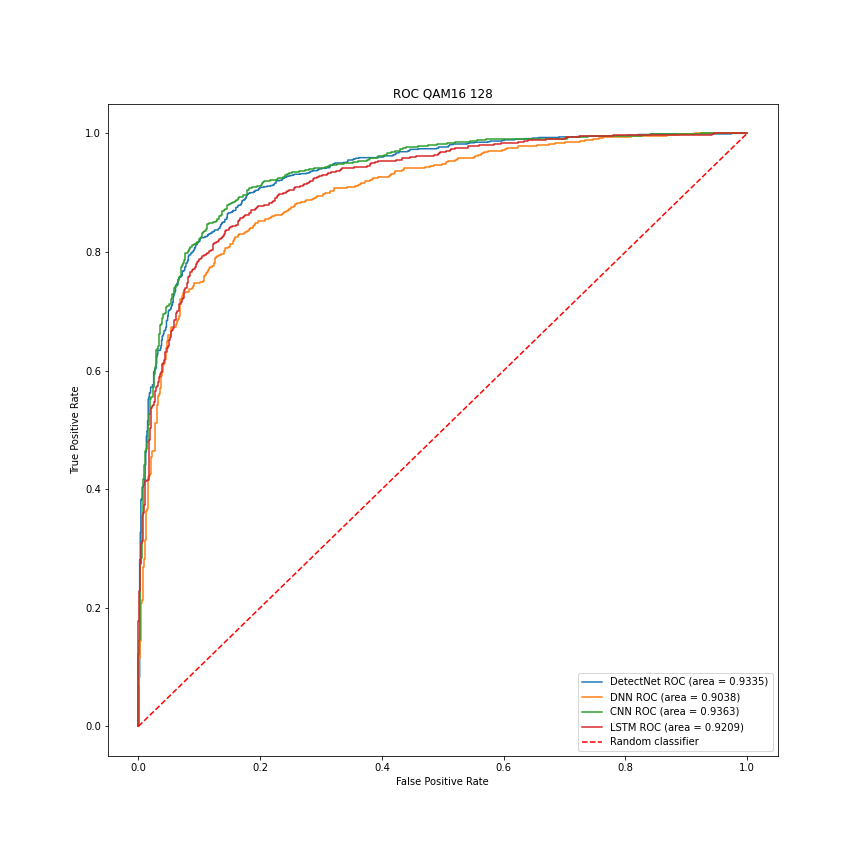 ROC QAM16 128
True Positive Rate
1.0
0.8
0.6
0.4
0.2
0.0
0.0 0.2 0.4 0.6 0.8 1.0
False Positive Rate
DetectNet ROC (area = 0.9335)
DNN ROC (area = 0.9038)
CNN ROC (area = 0.9363)
LSTM ROC (area = 0.9209)
Random classifier